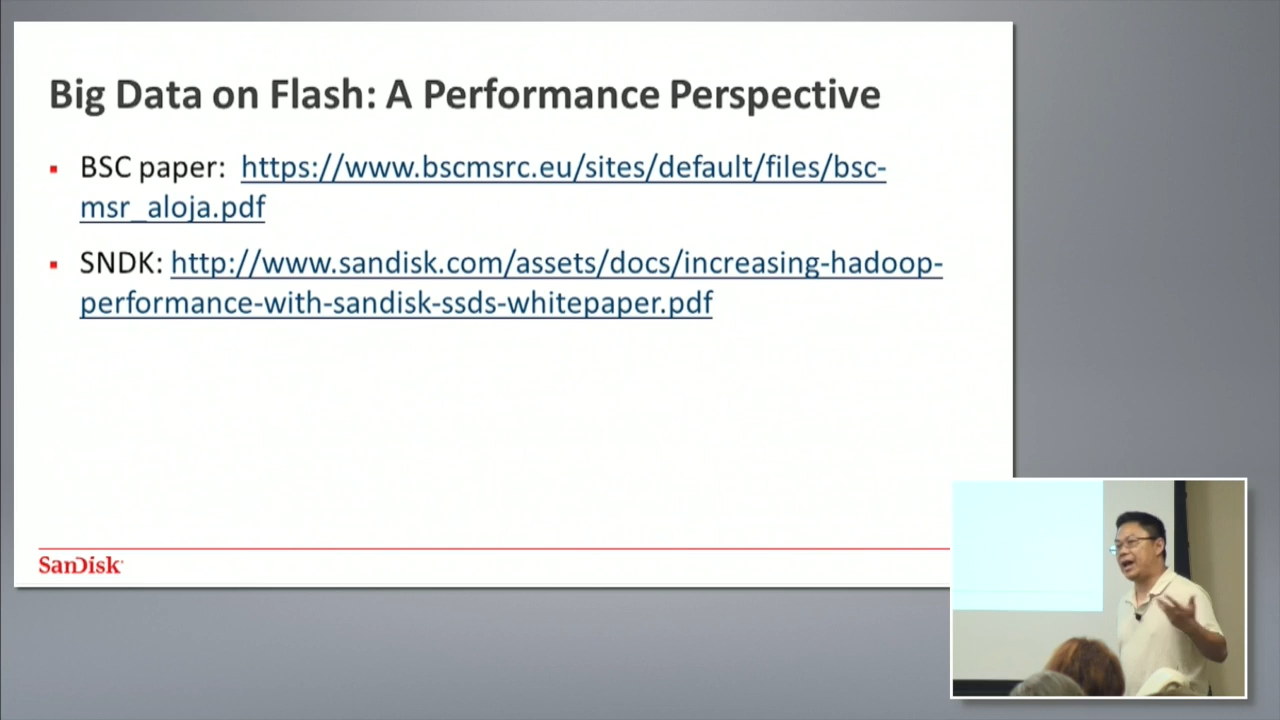 Big Data on Flash: A Performance Perspective
BSC paper: https://www.bscmsrc.eu/sites/default/files/bsc-
msr_aloja.pdf
SNDK: http://www.sandisk.com/assets/docs/increasing-hadoop-
performance-with-sandisk-ssds-whitepaper.pdf
SanDisk